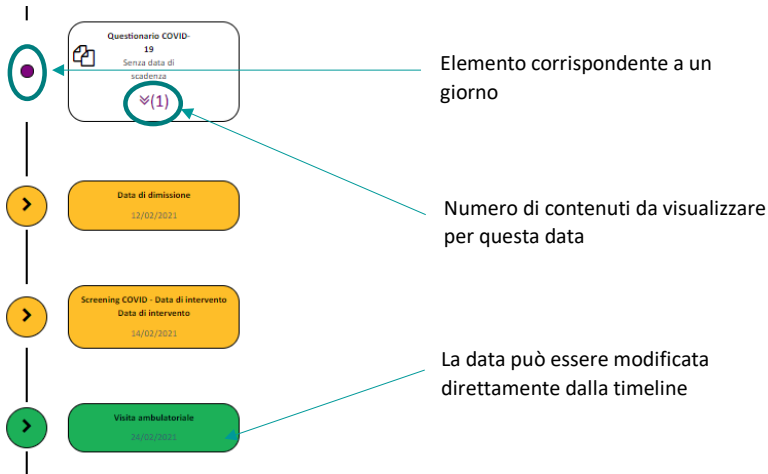 Questionario COVID-
19
Senza data di
scadenza
(1)
Elemento corrispondente a un
giorno
Data di dimissione
12/02/2021
Numero di contenuti da visualizzare
per questa data
Screening COVID - Data di intervento
Data di intervento
14/02/2021
La data può essere modificata
direttamente dalla timeline
Visita ambulatoriale
24/02/2021